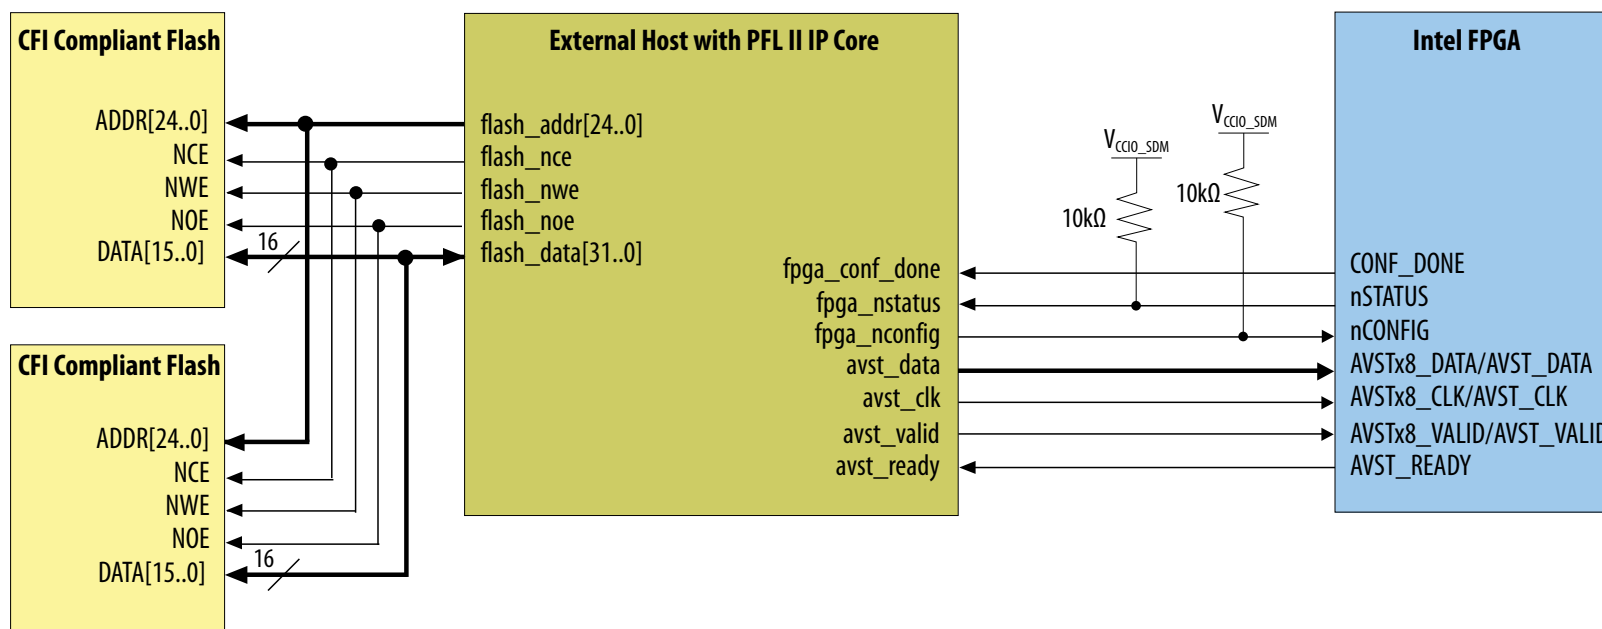 CFI Compliant Flash
ADDR[24..0]
NCE
NWE
NOE
DATA[15..0]
16
CFI Compliant Flash
ADDR[24..0]
NCE
NWE
NOE
DATA[15..0]
16
External Host with PFL II IP Core
flash_addr[24..0]
flash_nce
flash_nwe
flash_noe
flash_data[31..0]
fpga_conf_done
fpga_nstatus
fpga_nconfig
avst_data
avst_clk
avst_valid
avst_ready
VCCIO_SDM
10kΩ
VCCIO_SDM
10kΩ
Intel FPGA
CONF_DONE
nSTATUS
nCONFIG
AVSTx8_DATA/AVST_DATA
AVSTx8_CLK/AVST_CLK
AVSTx8_VALID/AVST_VALID
AVST_READY